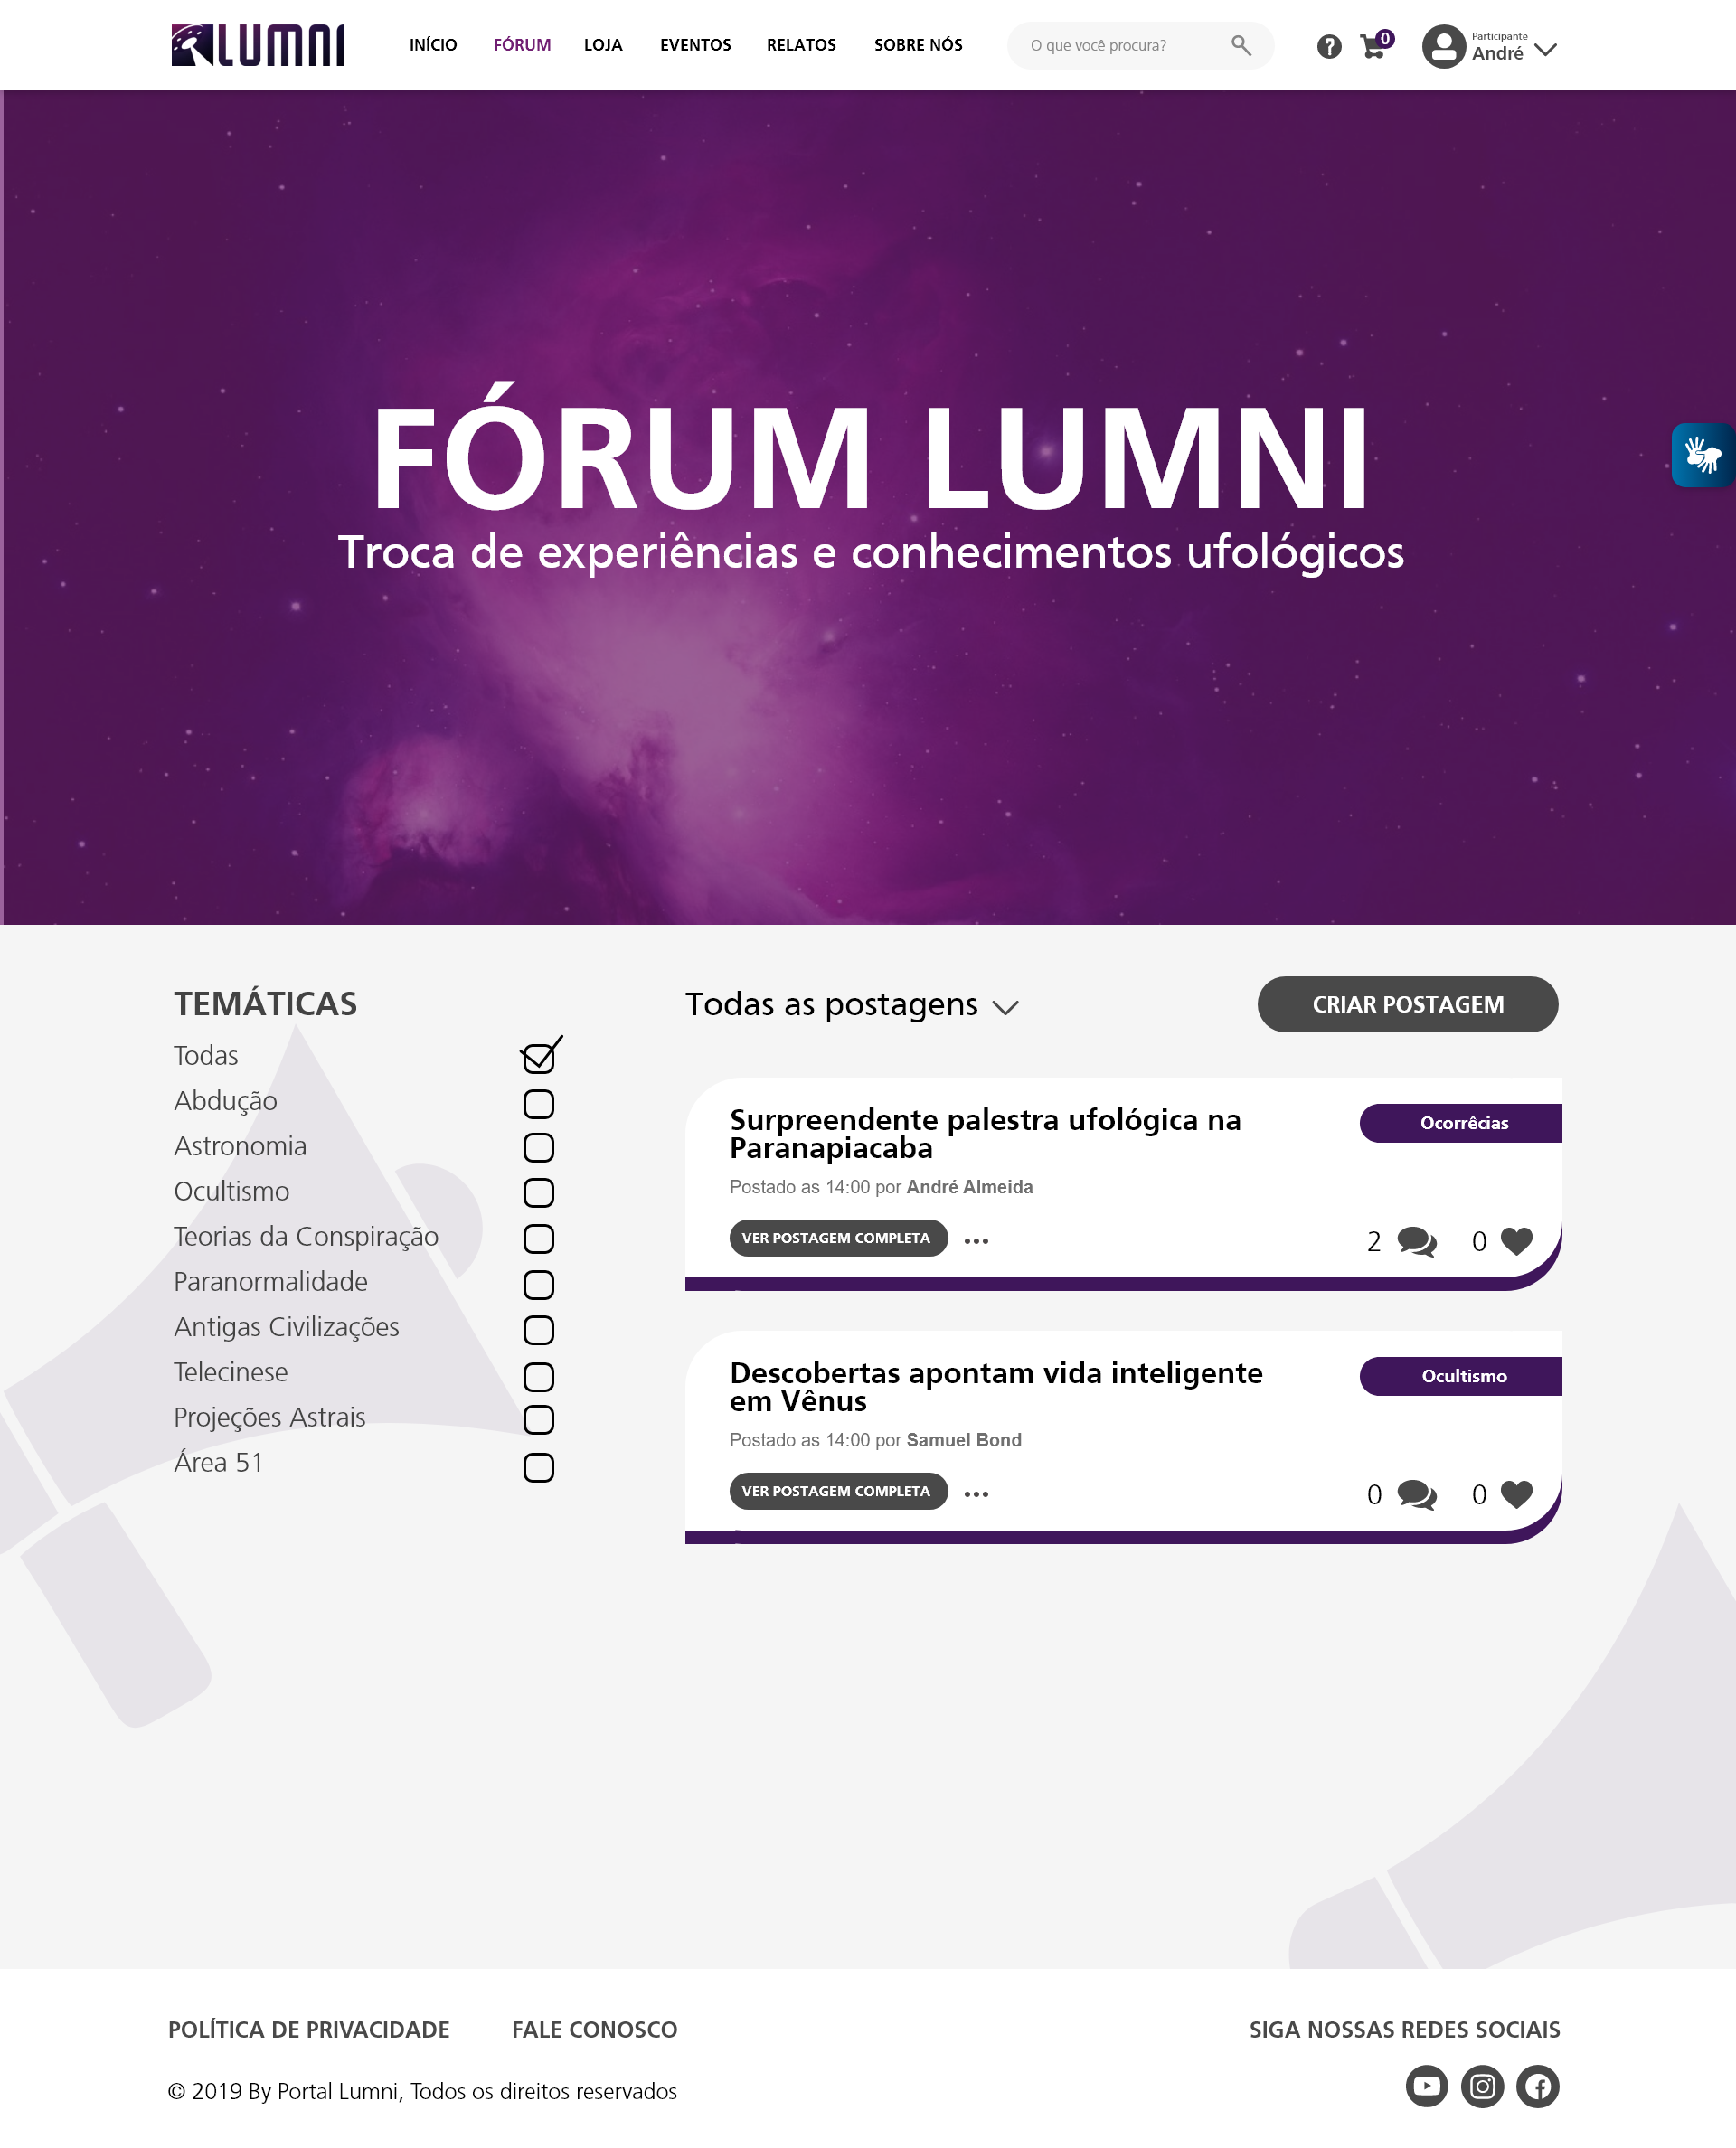 LUMNI
INÍCIO
FÓRUM
LOJA
EVENTOS
RELATOS
SOBRE NÓS
O que você procura?
?
0
Participante
André
FÓRUM LUMNI
Troca de experiências e conhecimentos ufológicos
TEMÁTICAS
Todas
Abdução
Astronomia
Ocultismo
Teorias da Conspiração
Paranormalidade
Antigas Civilizações
Telecinese
Projeções Astrais
Área 51
Todas as postagens
CRIAR POSTAGEM
Surpreendente palestra ufológica na
Paranapiacaba
Ocorrêcias
Postado as 14:00 por André Almeida
VER POSTAGEM COMPLETA
2
0
Descobertas apontam vida inteligente
em Vênus
Ocultismo
Postado as 14:00 por Samuel Bond
VER POSTAGEM COMPLETA
0
0
POLÍTICA DE PRIVACIDADE
FALE CONOSCO
SIGA NOSSAS REDES SOCIAIS
© 2019 By Portal Lumni, Todos os direitos reservados